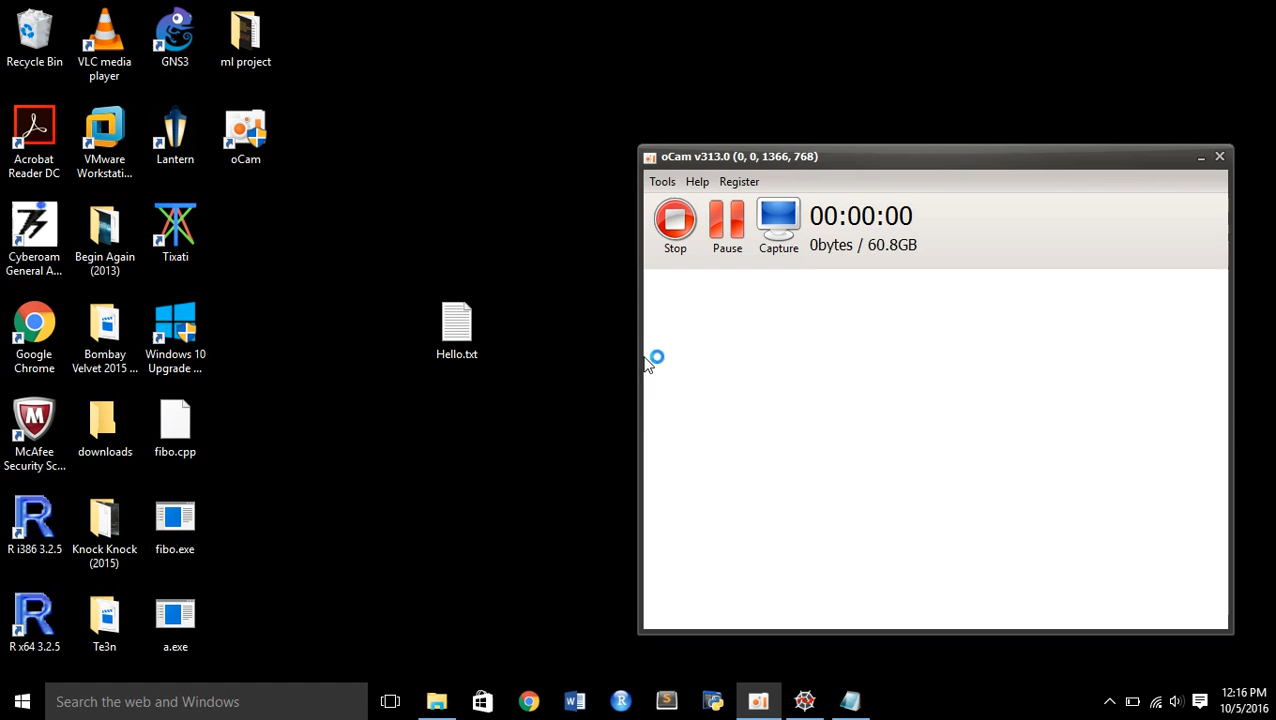 Recycle Bin
VLC media
player
GNS3
ml project
Acrobat
Reader DC
VMware
Workstati...
Lantern
oCam
Cyberoam
General A...
Begin Again
(2013)
Tixati
Google
Chrome
Bombay
Velvet 2015 ...
Windows 10
Upgrade ...
McAfee
Security Sc...
downloads
fibo.cpp
R i386 3.2.5
Knock Knock
(2015)
fibo.exe
R x64 3.2.5
Te3n
a.exe
Hello.txt
oCam v313.0 (0, 0, 1366, 768)
Tools Help Register
Stop
Pause
Capture
00:00:00
0bytes / 60.8GB
Search the web and Windows
12:16 PM
10/5/2016